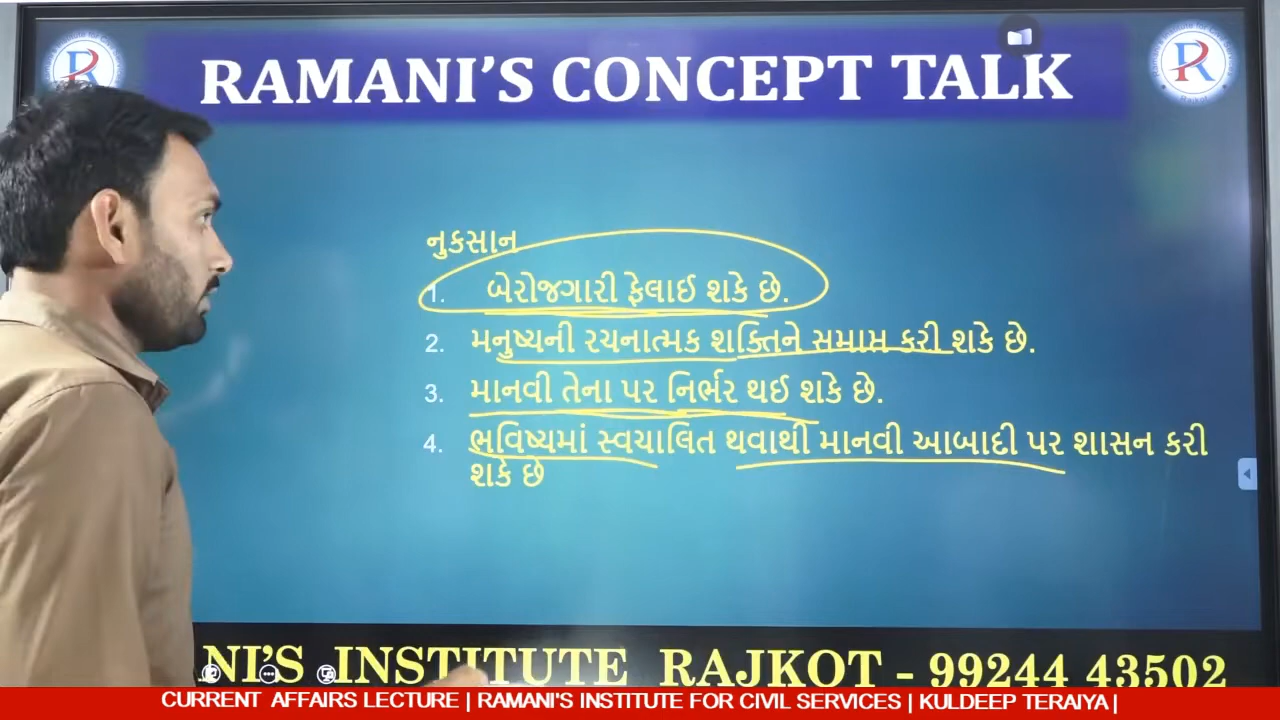 RAMANI’S CONCEPT TALK
Rajkot
નુકસાન
1. બેરોજગારી ફેલાઈ શકે છે.
2. મનુષ્યની રચનાત્મક શક્તિને સમાપ્ત કરી શકે છે.
3. માનવી તેના પર નિર્ભર થઈ શકે છે.
4. ભવિષ્યમાં સ્વચાલિત થવાથી માનવી આબાદી પર શાસન કરી
શકે છે
NI’S INSTITUTE RAJKOT - 99244 43502
CURRENT AFFAIRS LECTURE | RAMANI'S INSTITUTE FOR CIVIL SERVICES | KULDEEP TERAIYA |